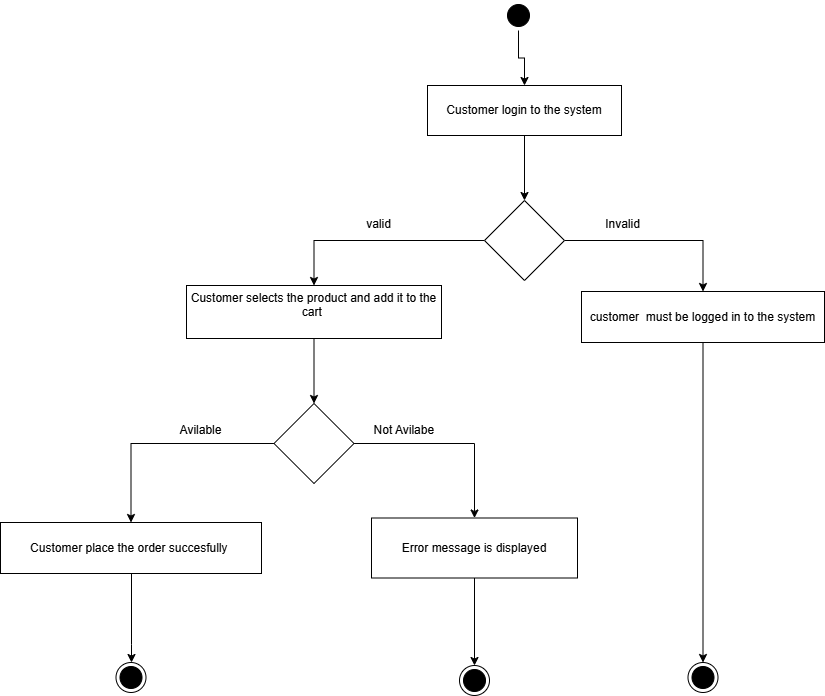 Customer login to the system
valid
Invalid
Customer selects the product and add it to the
cart
customer  must be logged in to the system
Avilable
Not Avilabe
Customer place the order succesfully
Error message is displayed